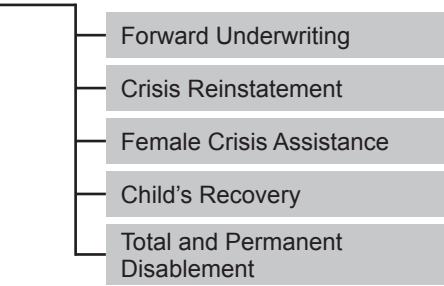 Forward Underwriting
Crisis Reinstatement
Female Crisis Assistance
Child’s Recovery
Total and Permanent
Disablement